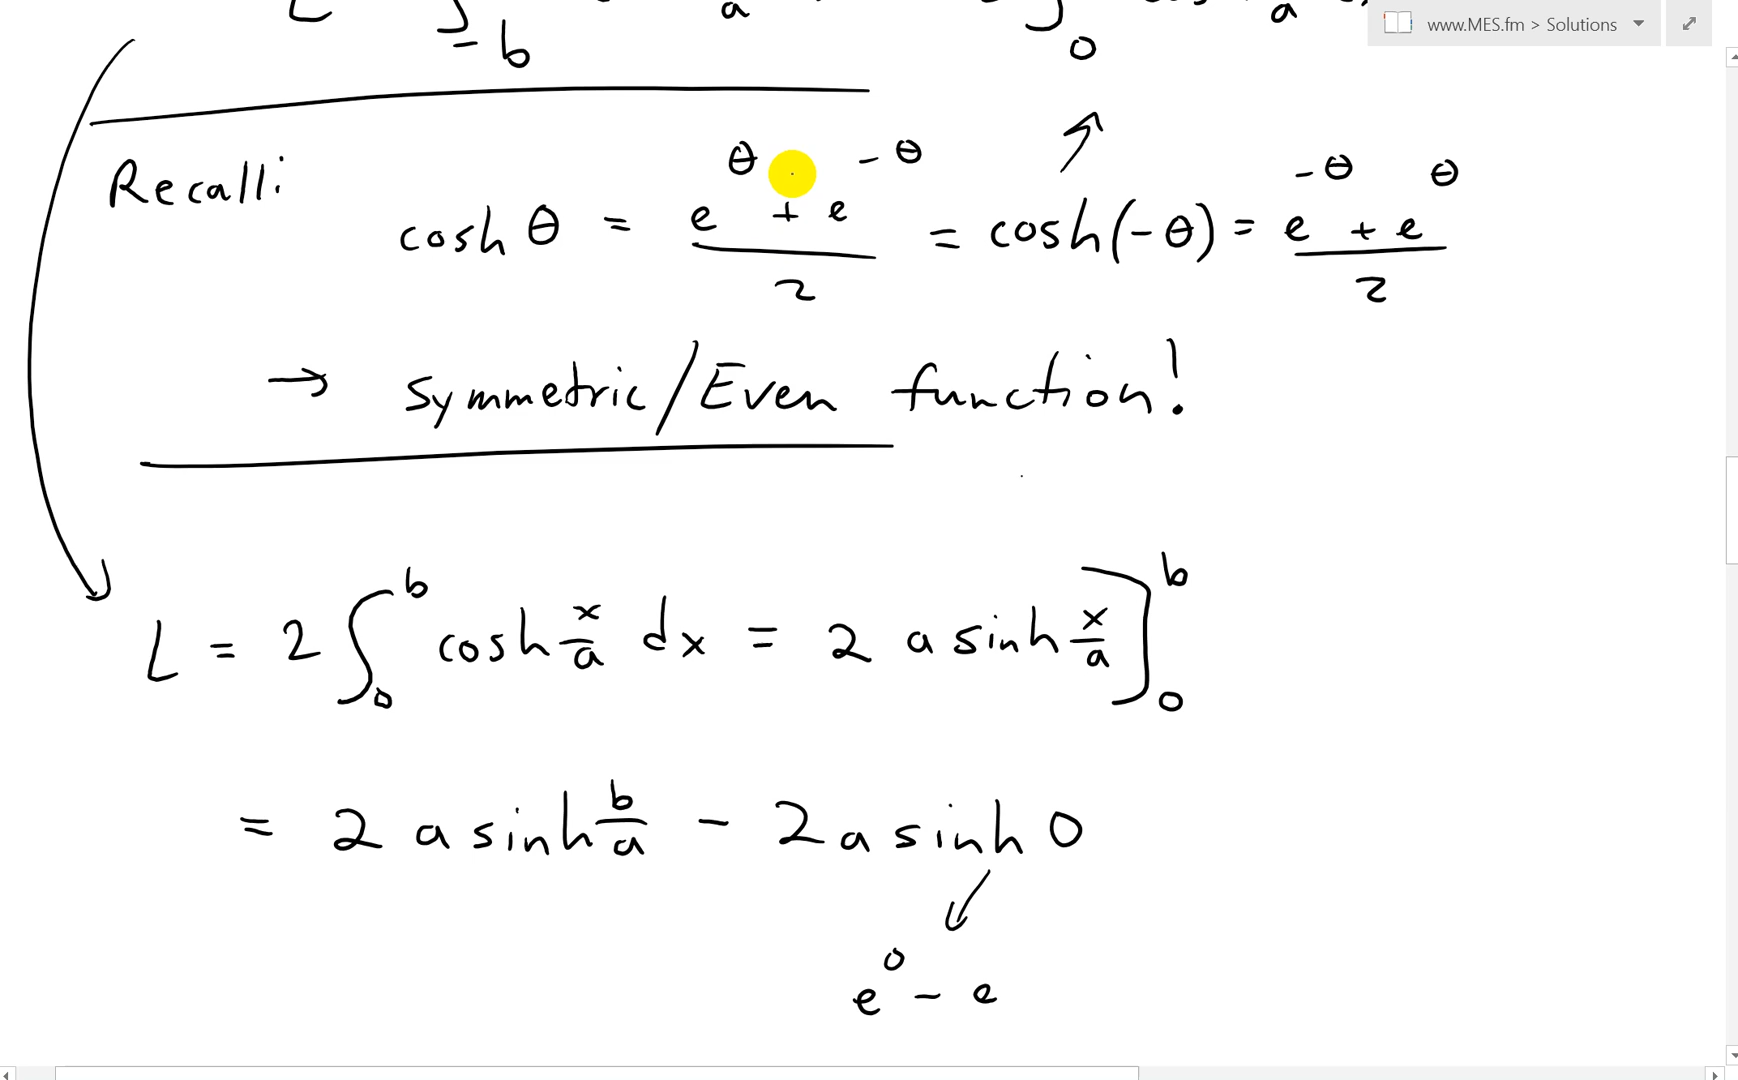 www.MES.fm > Solutions
-b a 0 a
Recall:
cosh θ = (e^θ + e^-θ)/2 = cosh(-θ) = (e^-θ + e^θ)/2
→ Symmetric/Even function!
L = 2 ∫_0^b cosh x/a dx = 2 a sinh x/a ]_0^b
= 2 a sinh b/a - 2 a sinh 0
e^0 - e